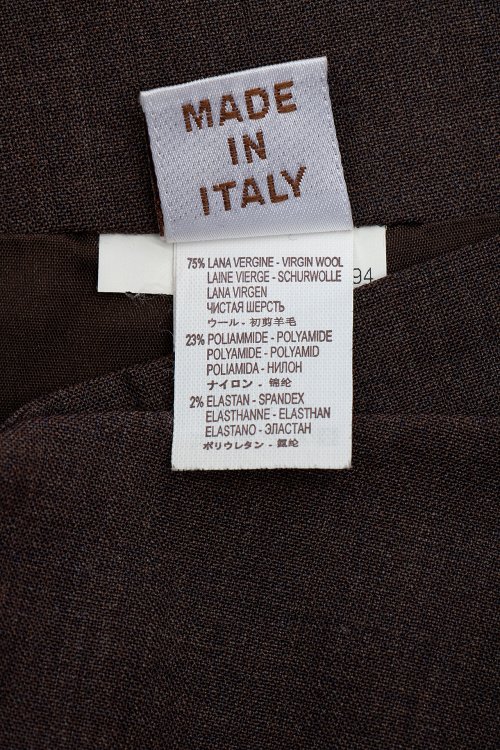 MADE
IN
ITALY
94
75% LANA VERGINE - VIRGIN WOOL
LAINE VIERGE - SCHURWOLLE
LANA VIRGEN
ЧИСТАЯ ШЕРСТЬ
ウール - 初剪羊毛
23% POLIAMMIDE - POLYAMIDE
POLYAMIDE - POLYAMID
POLIAMIDA - НИЛОН
ナイロン - 锦纶
2% ELASTAN - SPANDEX
ELASTHANNE - ELASTHAN
ELASTANO - ЭЛАСТАН
ポリウレタン - 氨纶